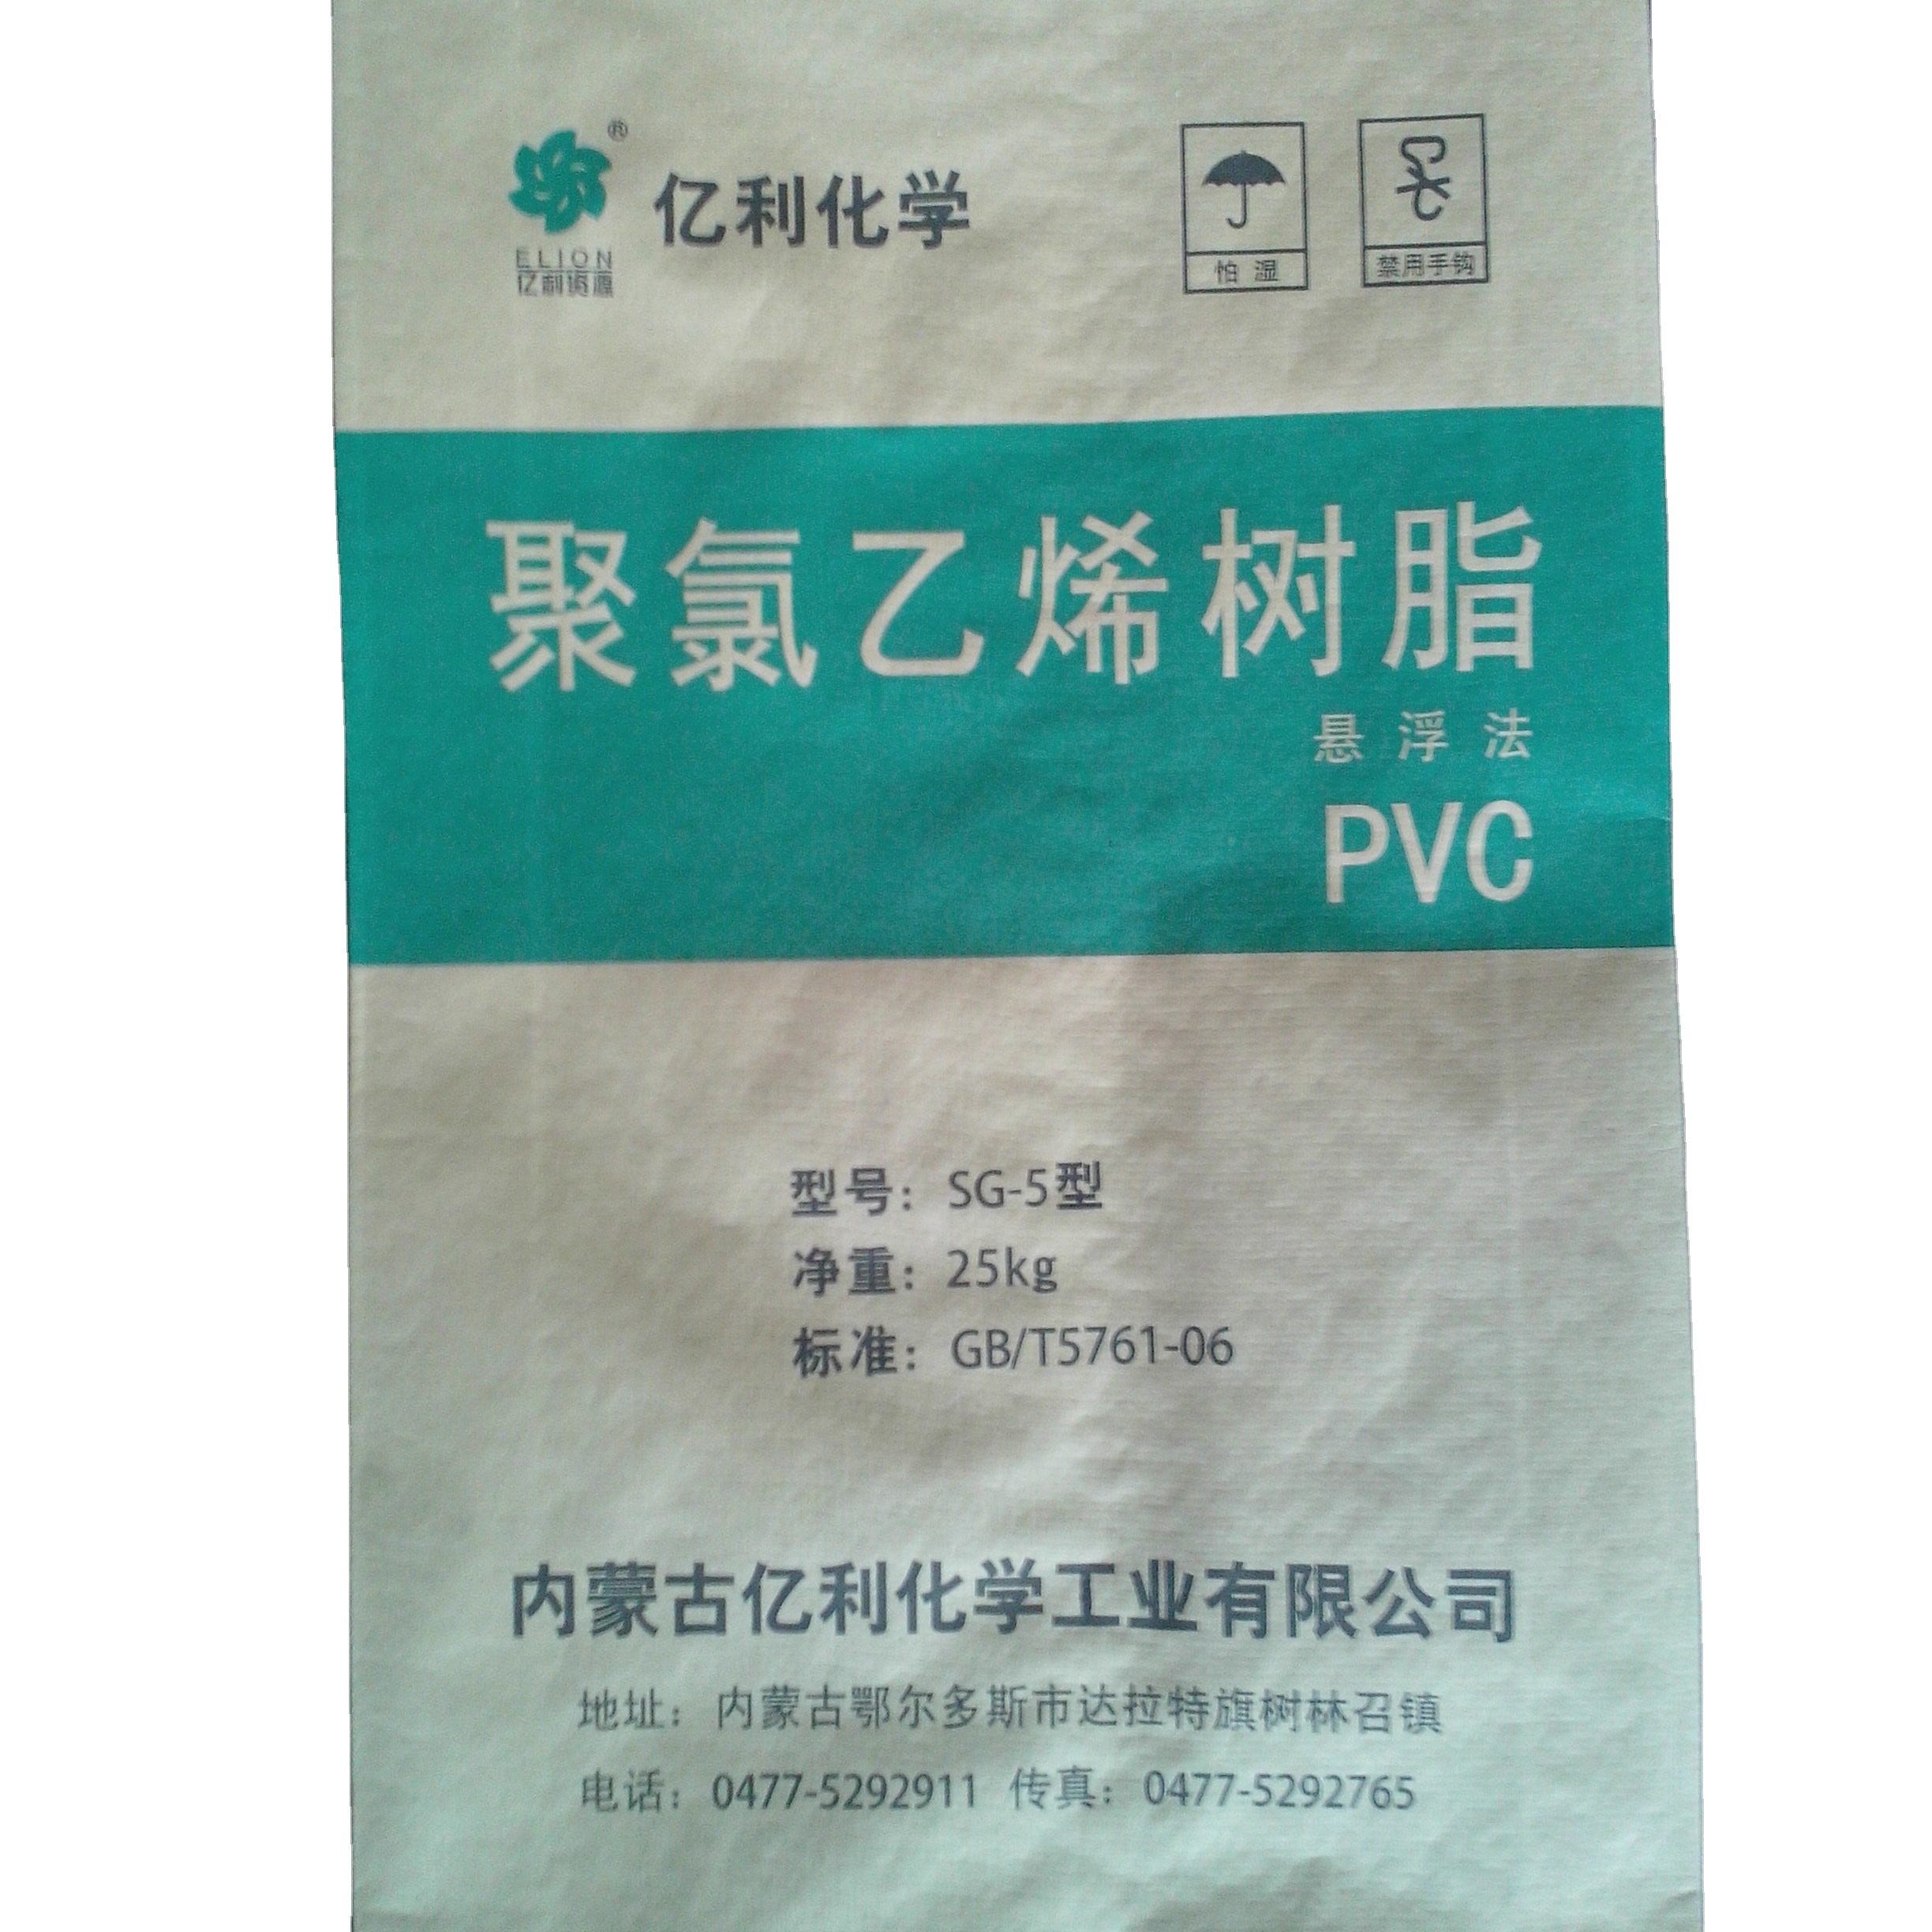 ®
亿利化学
ELION
亿利资源
怕 湿
禁用手钩
聚氯乙烯树脂
悬 浮 法
PVC
型号：SG-5型
净重：25kg
标准：GB/T5761-06
内蒙古亿利化学工业有限公司
地址：内蒙古鄂尔多斯市达拉特旗树林召镇
电话：0477-5292911 传真：0477-5292765